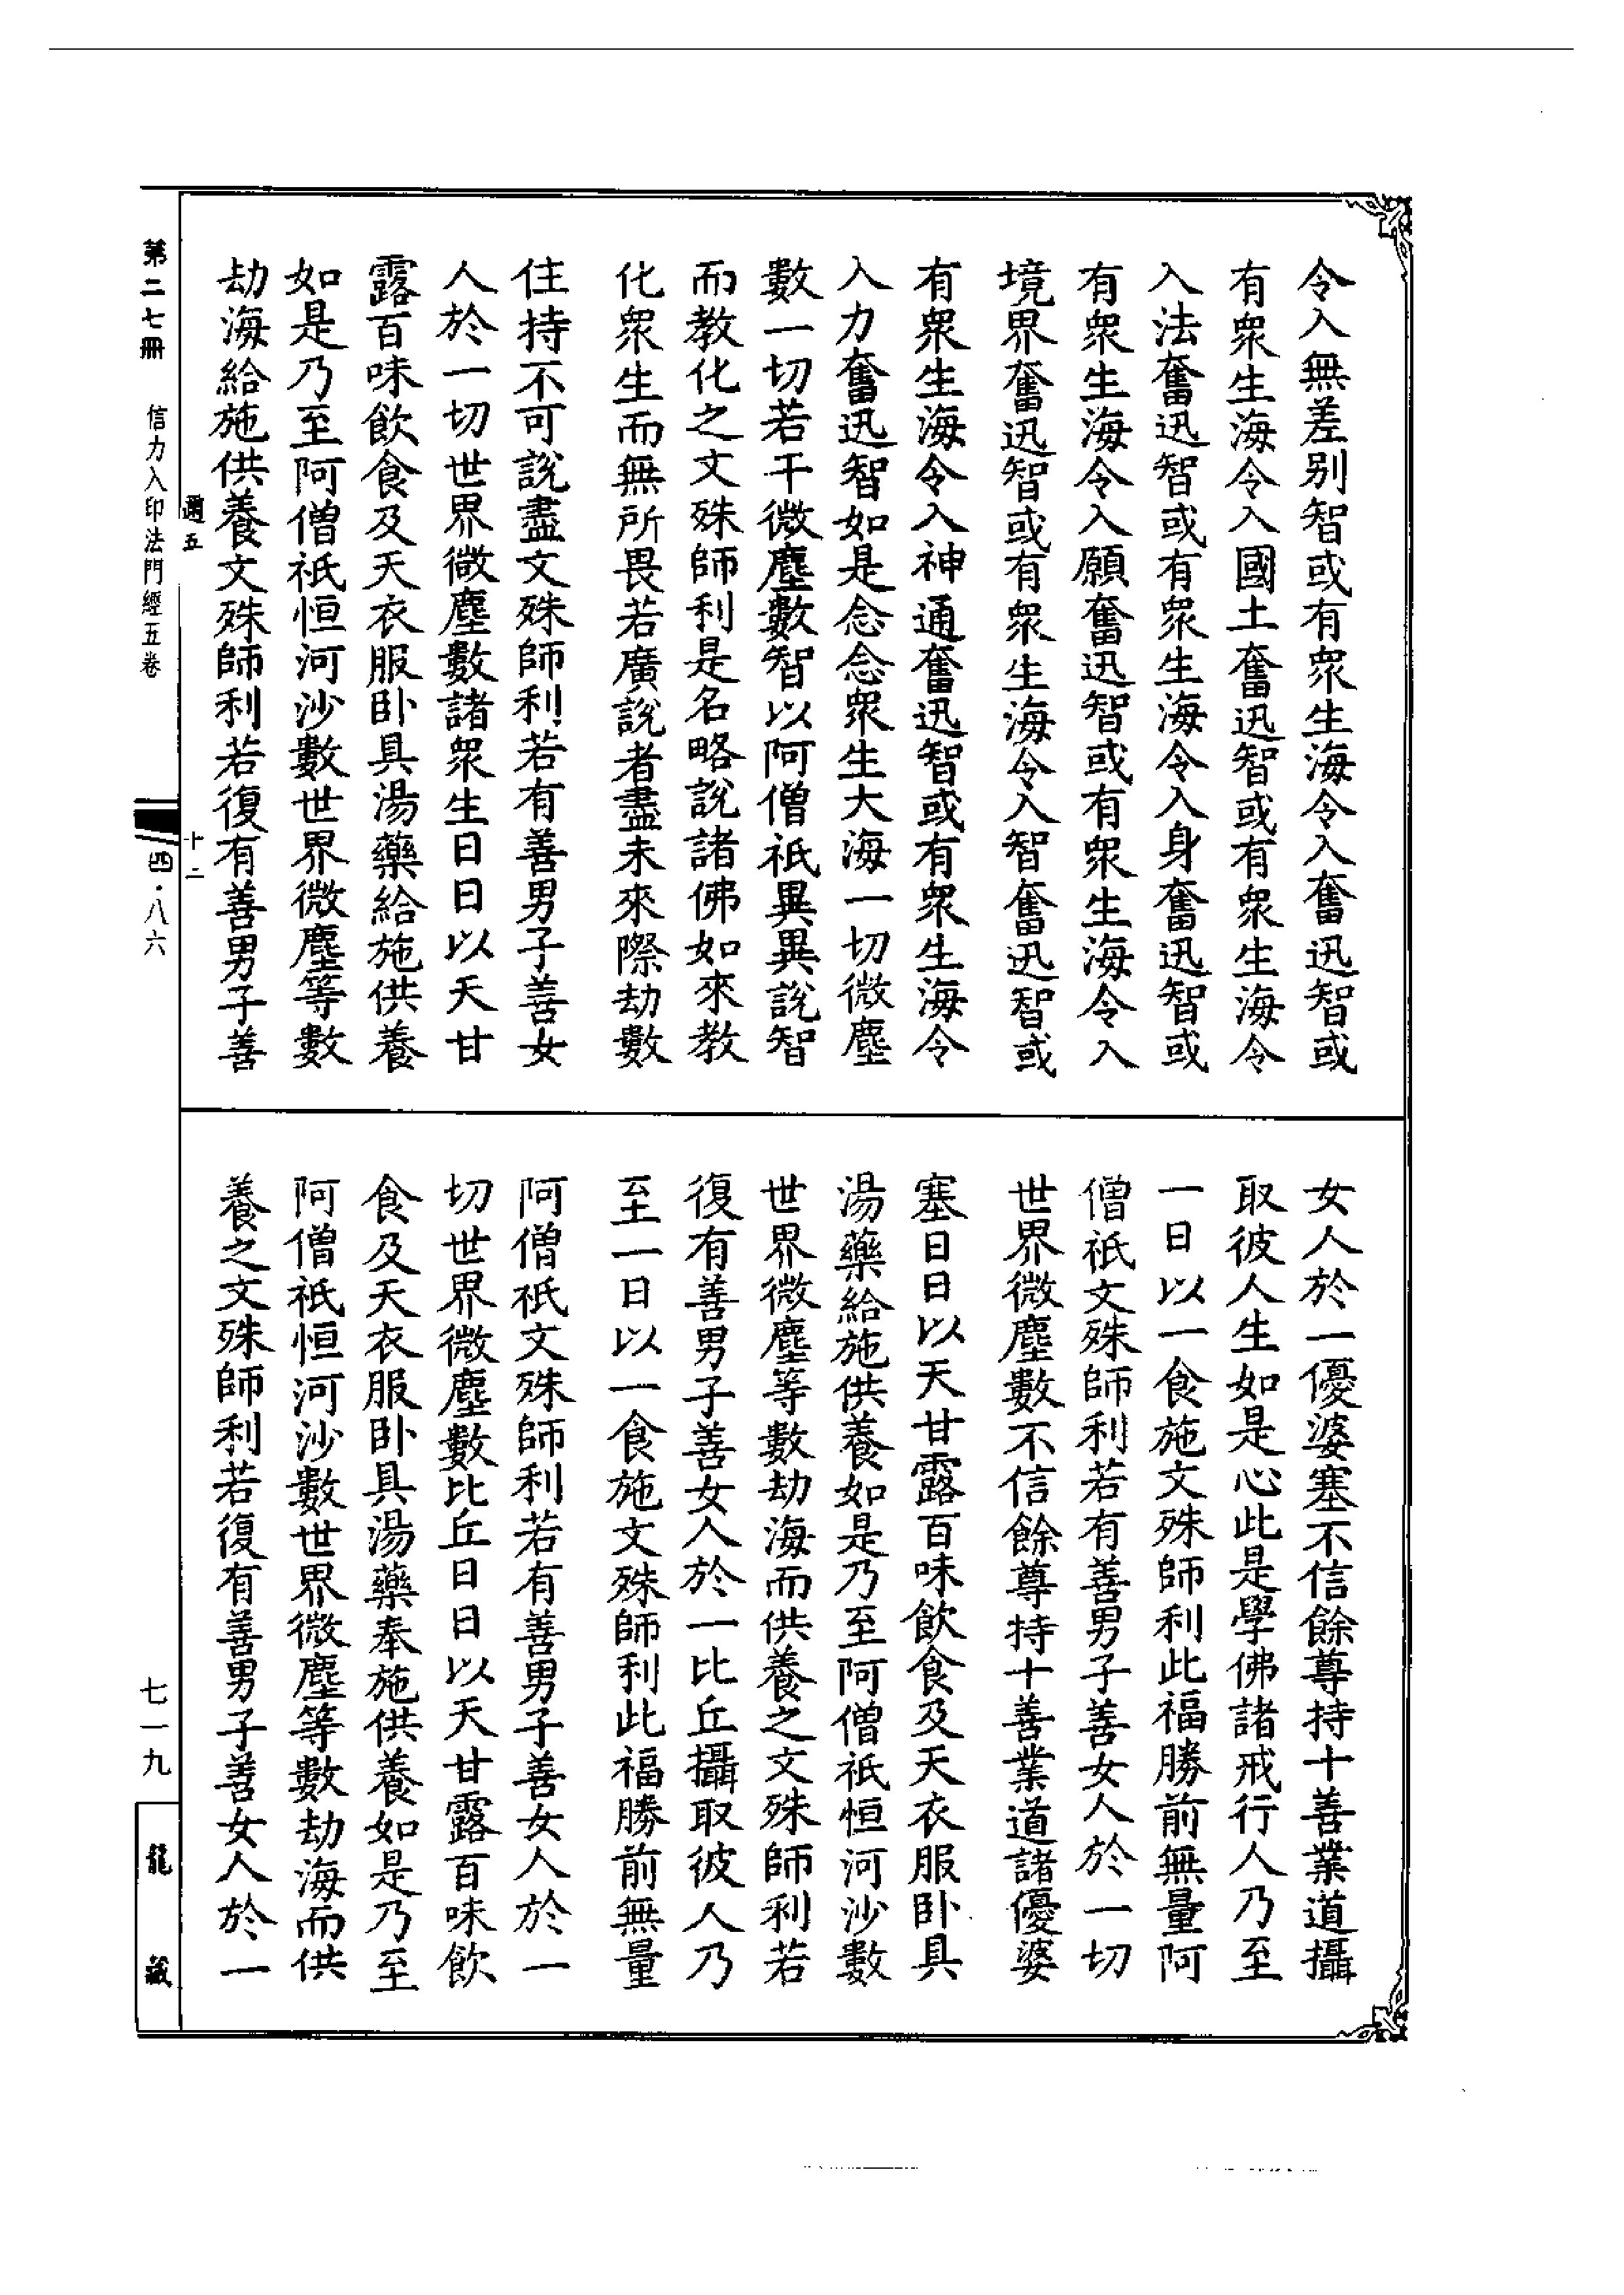 令入無差別智或有眾生海令入奮迅智或
有眾生海令入國土奮迅智或有眾生海令
入法奮迅智或有眾生海令入身奮迅智或
有眾生海令入願奮迅智或有眾生海令入
境界奮迅智或有眾生海令入智奮迅智或
有眾生海令入神通奮迅智或有眾生海令
入力奮迅智如是念念眾生大海一切微塵
數一切若干微塵數智以阿僧祇異異說智
而教化之文殊師利是名略說諸佛如來教
化眾生而無所畏若廣說者盡未來際劫數
住持不可說盡文殊師利若有善男子善女
人於一切世界微塵數諸眾生日日以天甘
露百味飲食及天衣服臥具湯藥給施供養
如是乃至阿僧祇恒河沙數世界微塵等數
劫海給施供養文殊師利若復有善男子善
女人於一優婆塞不信餘尊持十善業道攝
取彼人生如是心此是學佛諸戒行人乃至
一日以一食施文殊師利此福勝前無量阿
僧祇文殊師利若有善男子善女人於一切
世界微塵數不信餘尊持十善業道諸優婆
塞日日以天甘露百味飲食及天衣服臥具
湯藥給施供養如是乃至阿僧祇恒河沙數
世界微塵等數劫海而供養之文殊師利若
復有善男子善女人於一比丘攝取彼人乃
至一日以一食施文殊師利此福勝前無量
阿僧祇文殊師利若有善男子善女人於一
切世界微塵數比丘日日以天甘露百味飲
食及天衣服臥具湯藥奉施供養如是乃至
阿僧祇恒河沙數世界微塵等數劫海而供
養之文殊師利若復有善男子善女人於一
邇五
十二
第二七冊 信力入印法門經五卷
四·八六
七一九
龍藏